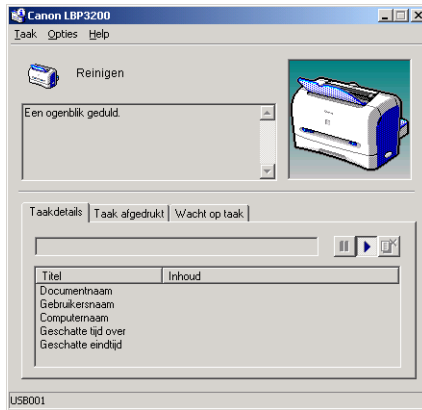 Canon LBP3200
Taak Opties Help
Reinigen
Een ogenblik geduld.
Taakdetails Taak afgedrukt Wacht op taak
Titel Inhoud
Documentnaam
Gebruikersnaam
Computernaam
Geschatte tijd over
Geschatte eindtijd
USB001